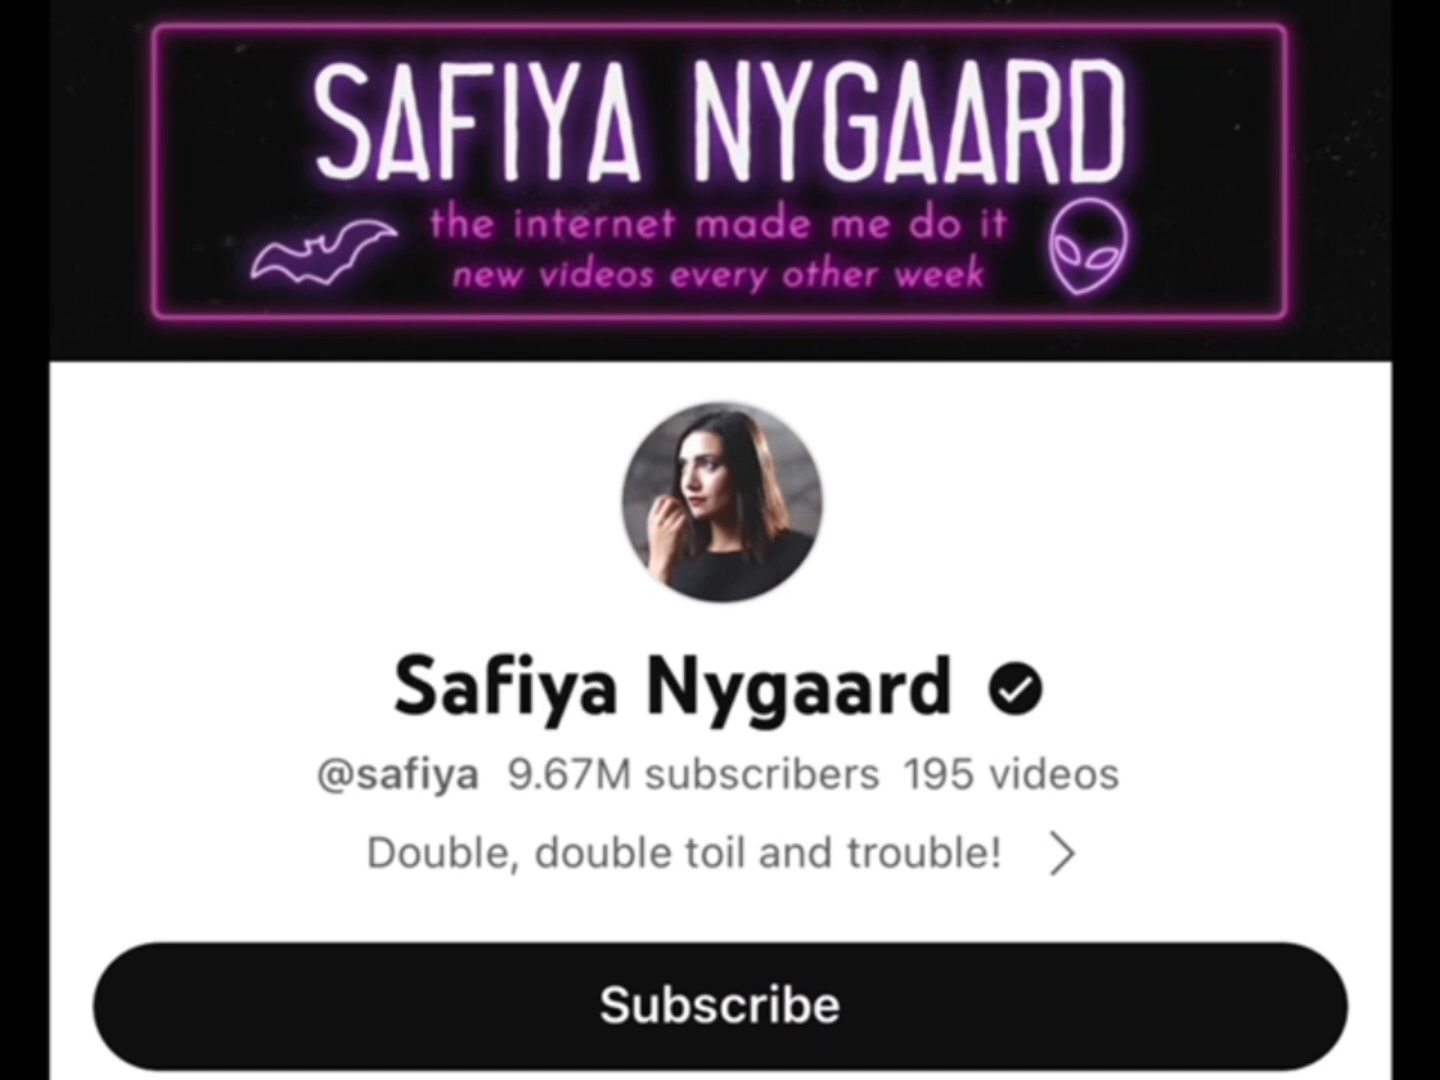 SAFIYA NYGAARD
the internet made me do it
new videos every other week
Safiya Nygaard
@safiya 9.67M subscribers 195 videos
Double, double toil and trouble!
Subscribe